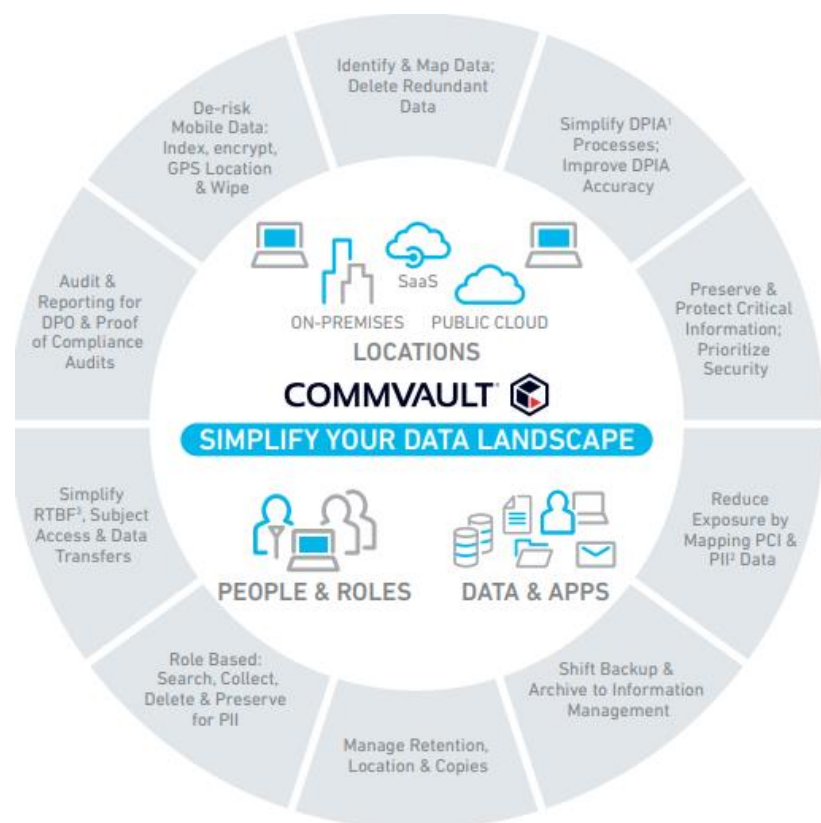 Identify & Map Data;
Delete Redundant
Data
Simplify DPIA¹
Processes;
Improve DPIA
Accuracy
Preserve &
Protect Critical
Information;
Prioritize
Security
Reduce
Exposure by
Mapping PCI &
PII² Data
Shift Backup &
Archive to Information
Management
Manage Retention,
Location & Copies
Role Based:
Search, Collect,
Delete & Preserve
for PII
Simplify
RTBF³, Subject
Access & Data
Transfers
Audit &
Reporting for
DPO & Proof
of Compliance
Audits
De-risk
Mobile Data:
Index, encrypt,
GPS Location
& Wipe
SaaS
ON-PREMISES
PUBLIC CLOUD
LOCATIONS
COMMVAULT
SIMPLIFY YOUR DATA LANDSCAPE
PEOPLE & ROLES
DATA & APPS